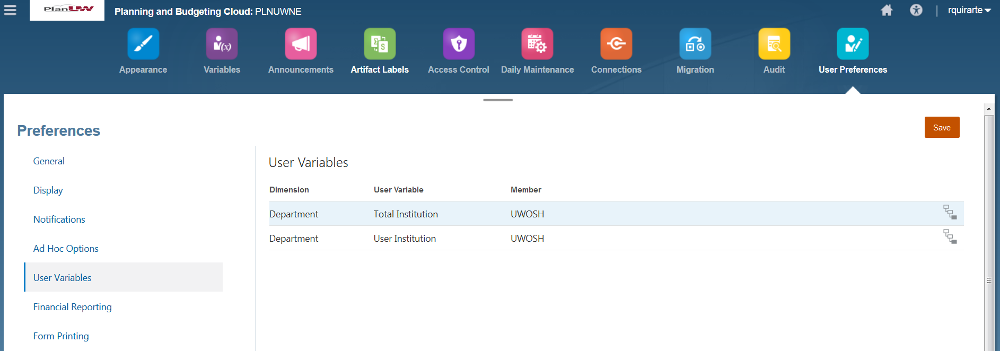 PlanUW
Planning and Budgeting Cloud: PLNUWNE
rquirarte
(x)
Σ
$
Appearance
Variables
Announcements
Artifact Labels
Access Control
Daily Maintenance
Connections
Migration
Audit
User Preferences
Preferences
Save
General
Display
Notifications
Ad Hoc Options
User Variables
Financial Reporting
Form Printing
User Variables
Dimension User Variable Member
Department Total Institution UWOSH
Department User Institution UWOSH